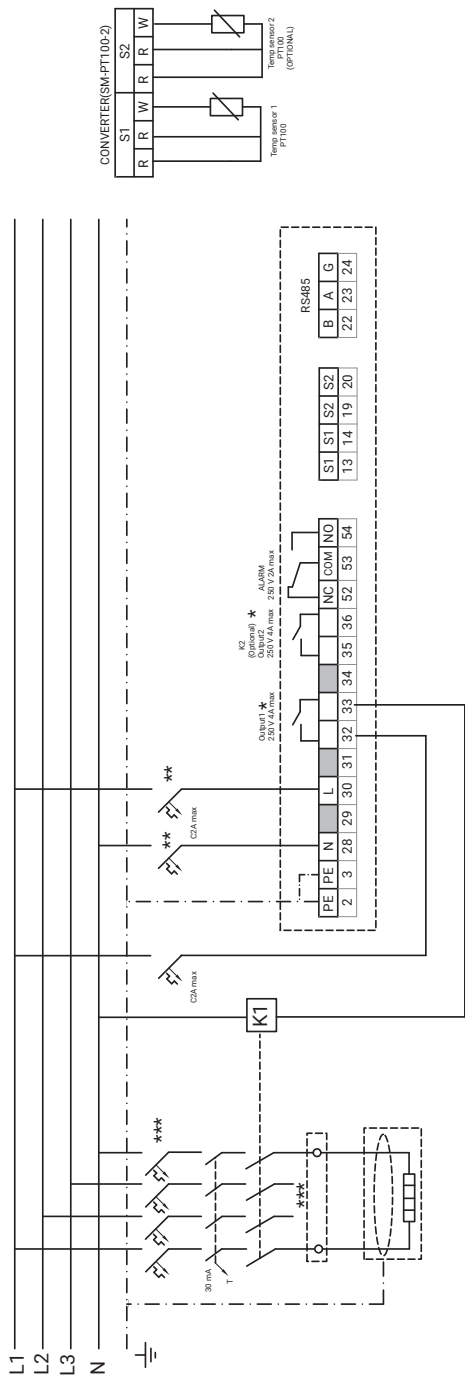 CONVERTER(SM-PT100-2)
S1 S2
R R W R R W
Temp sensor 1
PT100
Temp sensor 2
PT100
(OPTIONAL)
L1
L2
L3
N
***
**
**
C2A max
C2A max
30 mA
T
***
K1
Output1 *
250 V 4A max
K2
(Optional) *
Output2
250 V 4A max
ALARM
250 V 2A max
RS485
PE PE N L NC COM NO S1 S1 S2 S2 B A G
2 3 28 29 30 31 32 33 34 35 36 52 53 54 13 14 19 20 22 23 24